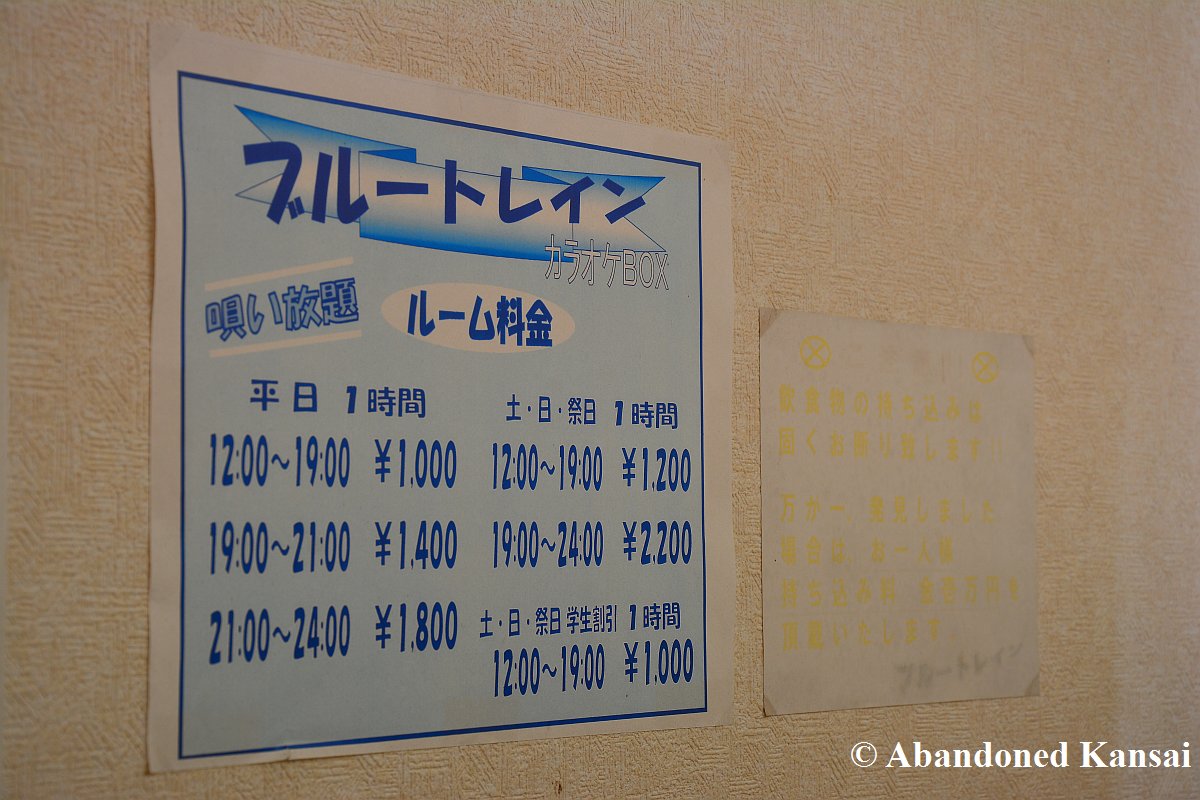 ブルートレイン
カラオケBOX
唄い放題
ルーム料金
平日 1時間
12:00～19:00 ￥1,000
19:00～21:00 ￥1,400
21:00～24:00 ￥1,800
土・日・祭日 1時間
12:00～19:00 ￥1,200
19:00～24:00 ￥2,200
土・日・祭日 学生割引 1時間
12:00～19:00 ￥1,000
飲食物の持ち込みは
固くお断り致します!!
万が一、発見しました
場合は、お一人様
持ち込み料 金壱万円を
頂戴いたします。
ブルートレイン
© Abandoned Kansai